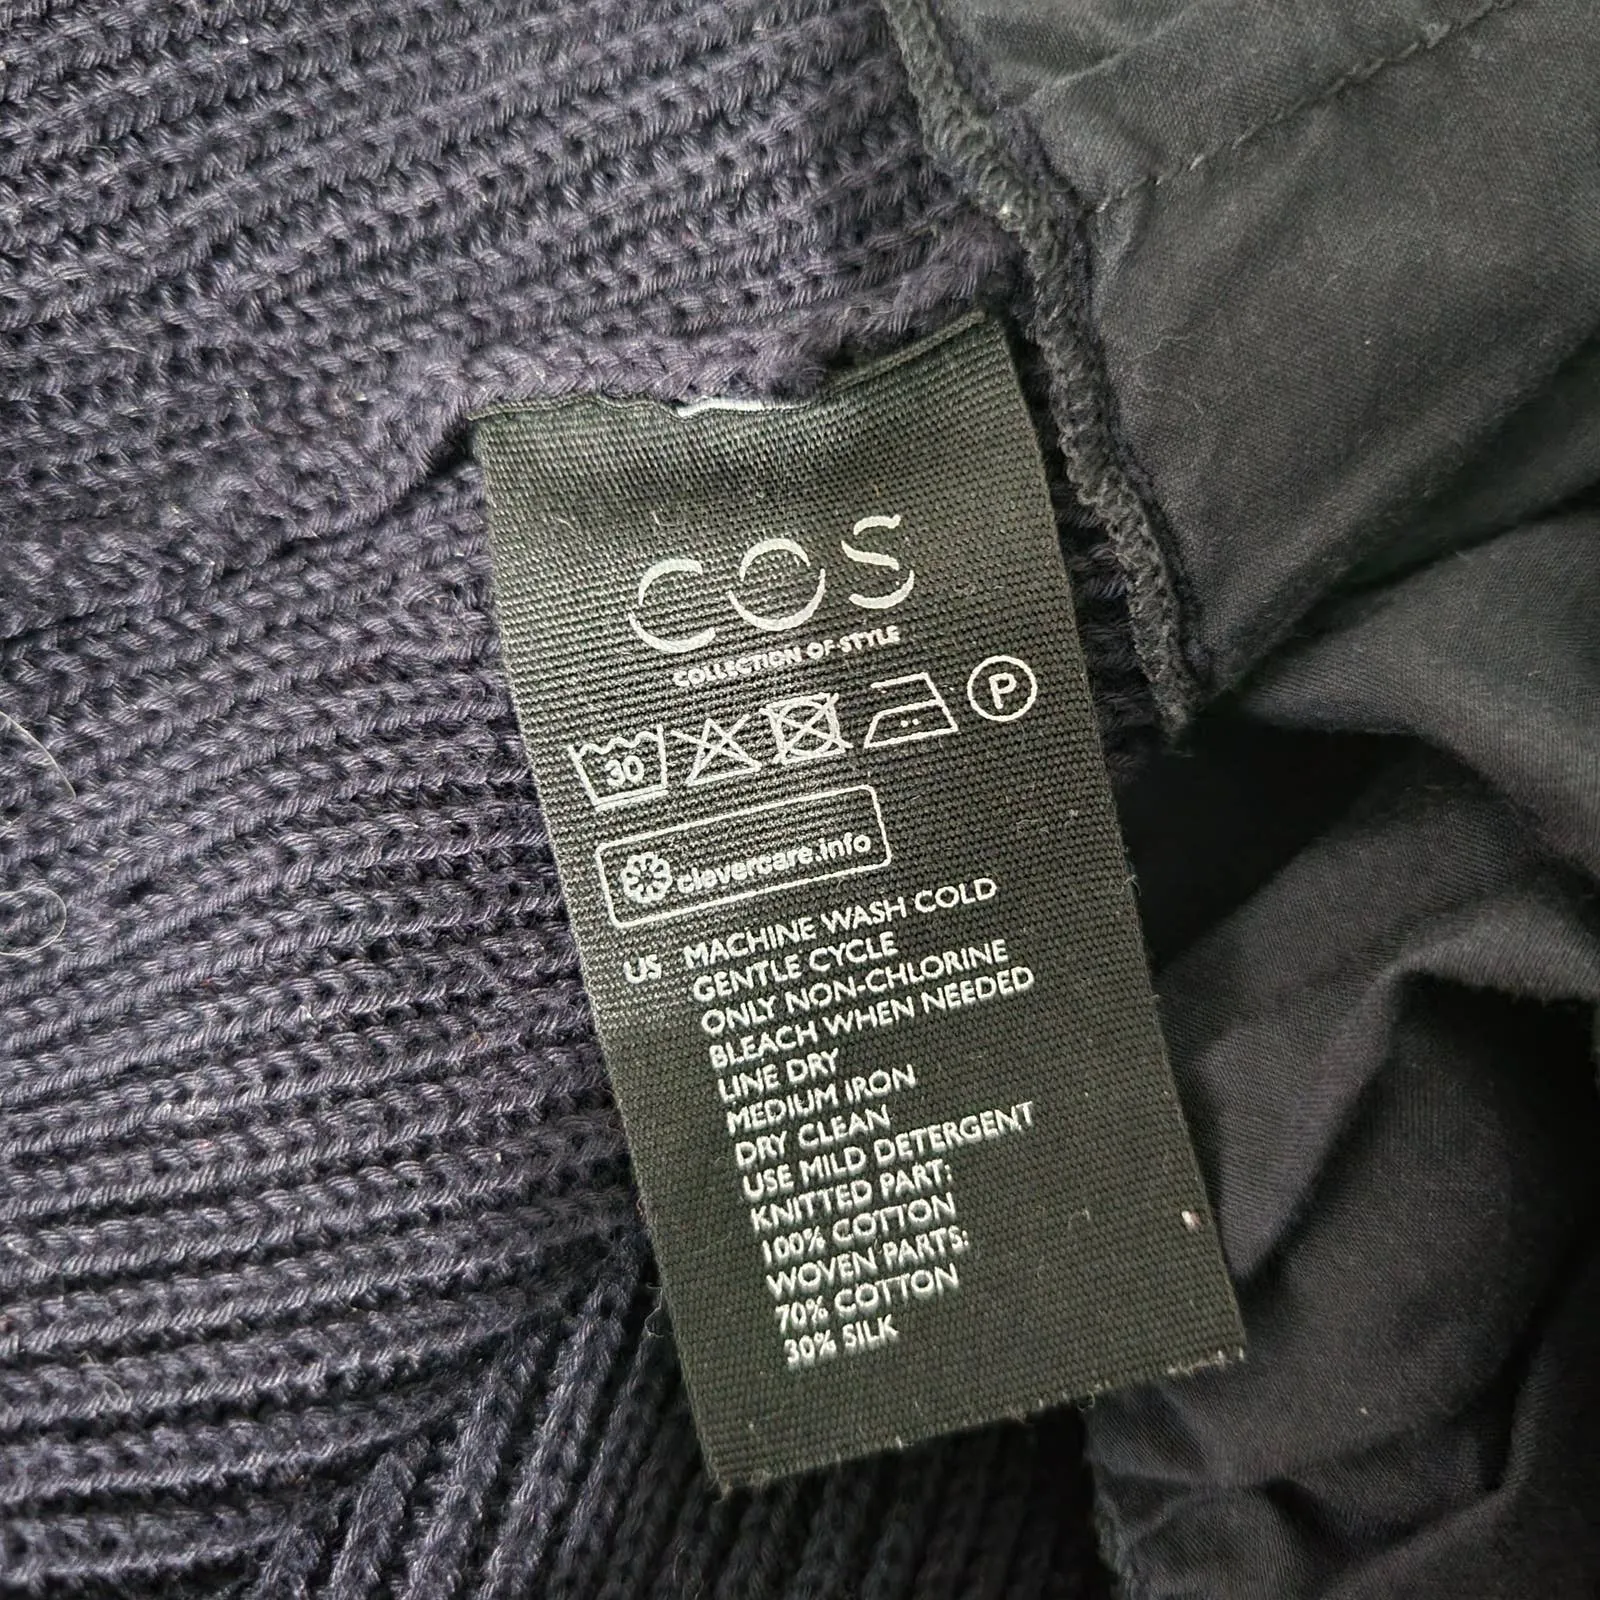 COS
COLLECTION OF STYLE
30 P
clevercare.info
US MACHINE WASH COLD
GENTLE CYCLE
ONLY NON-CHLORINE
BLEACH WHEN NEEDED
LINE DRY
MEDIUM IRON
DRY CLEAN
USE MILD DETERGENT
KNITTED PART:
100% COTTON
WOVEN PARTS:
70% COTTON
30% SILK